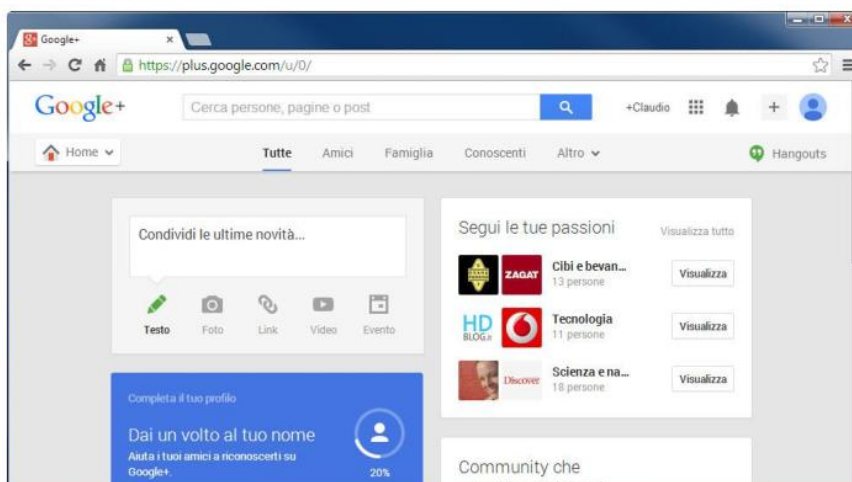 Google+
https://plus.google.com/u/0/
Google+
Cerca persone, pagine o post
+Claudio
Home
Tutte
Amici
Famiglia
Conoscenti
Altro
Hangouts
Condividi le ultime novità...
Testo
Foto
Link
Video
Evento
Completa il tuo profilo
Dai un volto al tuo nome
Aiuta i tuoi amici a riconoscerti su
Google+.
20%
Segui le tue passioni
Visualizza tutto
ZAGAT
Cibi e bevan...
13 persone
Visualizza
HD
BLOG.it
Tecnologia
11 persone
Visualizza
Discover
Scienza e na...
18 persone
Visualizza
Community che